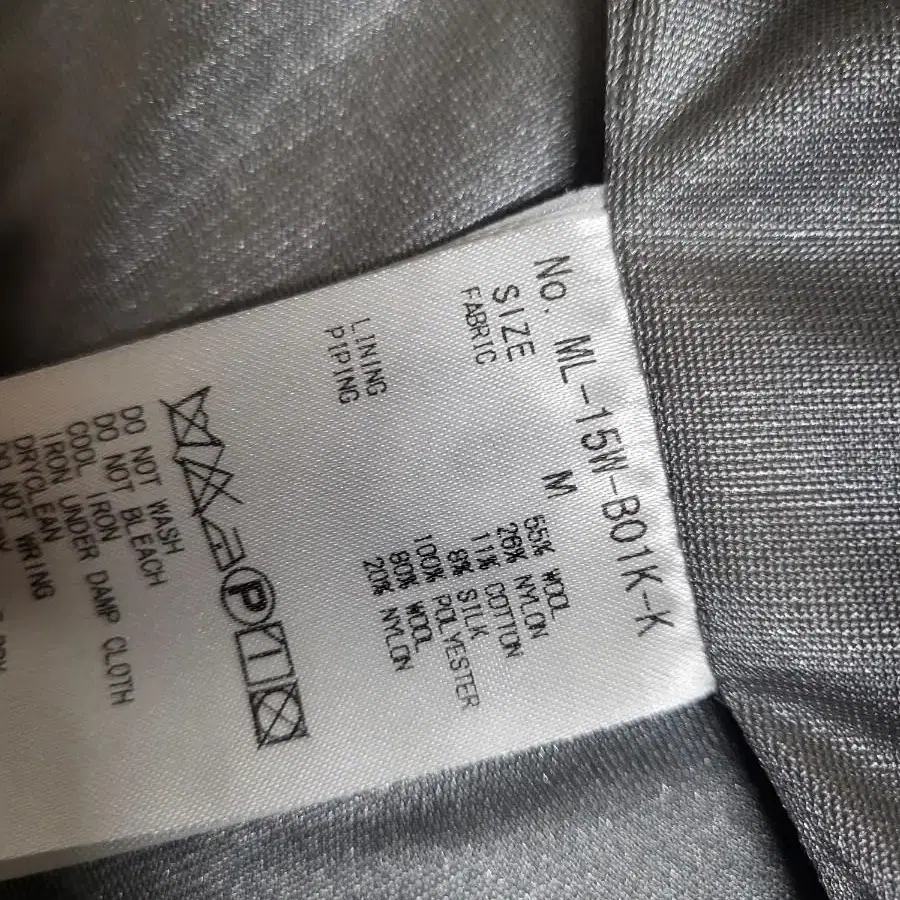 No. ML-15W-B01K-K
SIZE M
FABRIC 55% WOOL
26% NYLON
11% COTTON
8% SILK
LINING 100% POLYESTER
PIPING 80% WOOL
20% NYLON
P
DO NOT WASH
DO NOT BLEACH
COOL IRON
IRON UNDER DAMP CLOTH
DRYCLEAN
DO NOT WRING